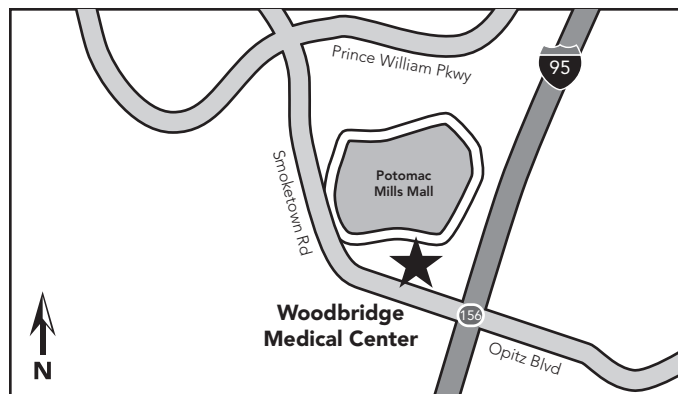 Prince William Pkwy
95
Potomac
Mills Mall
Smoketown Rd
Woodbridge
Medical Center
156
Opitz Blvd
N